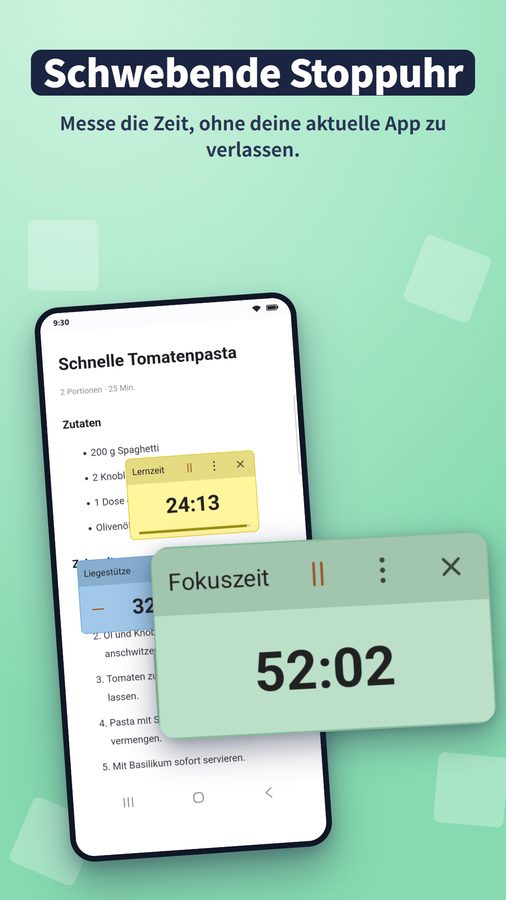 Schwebende Stoppuhr
Messe die Zeit, ohne deine aktuelle App zu
verlassen.
9:30
Schnelle Tomatenpasta
2 Portionen · 25 Min.
Zutaten
• 200 g Spaghetti
• 2 Knobl
• 1 Dose
• Olivenöl
Lernzeit
24:13
Liegestütze
32
Fokuszeit
52:02
2. Öl und Knob
anschwitze
3. Tomaten zu
lassen.
4. Pasta mit S
vermengen.
5. Mit Basilikum sofort servieren.